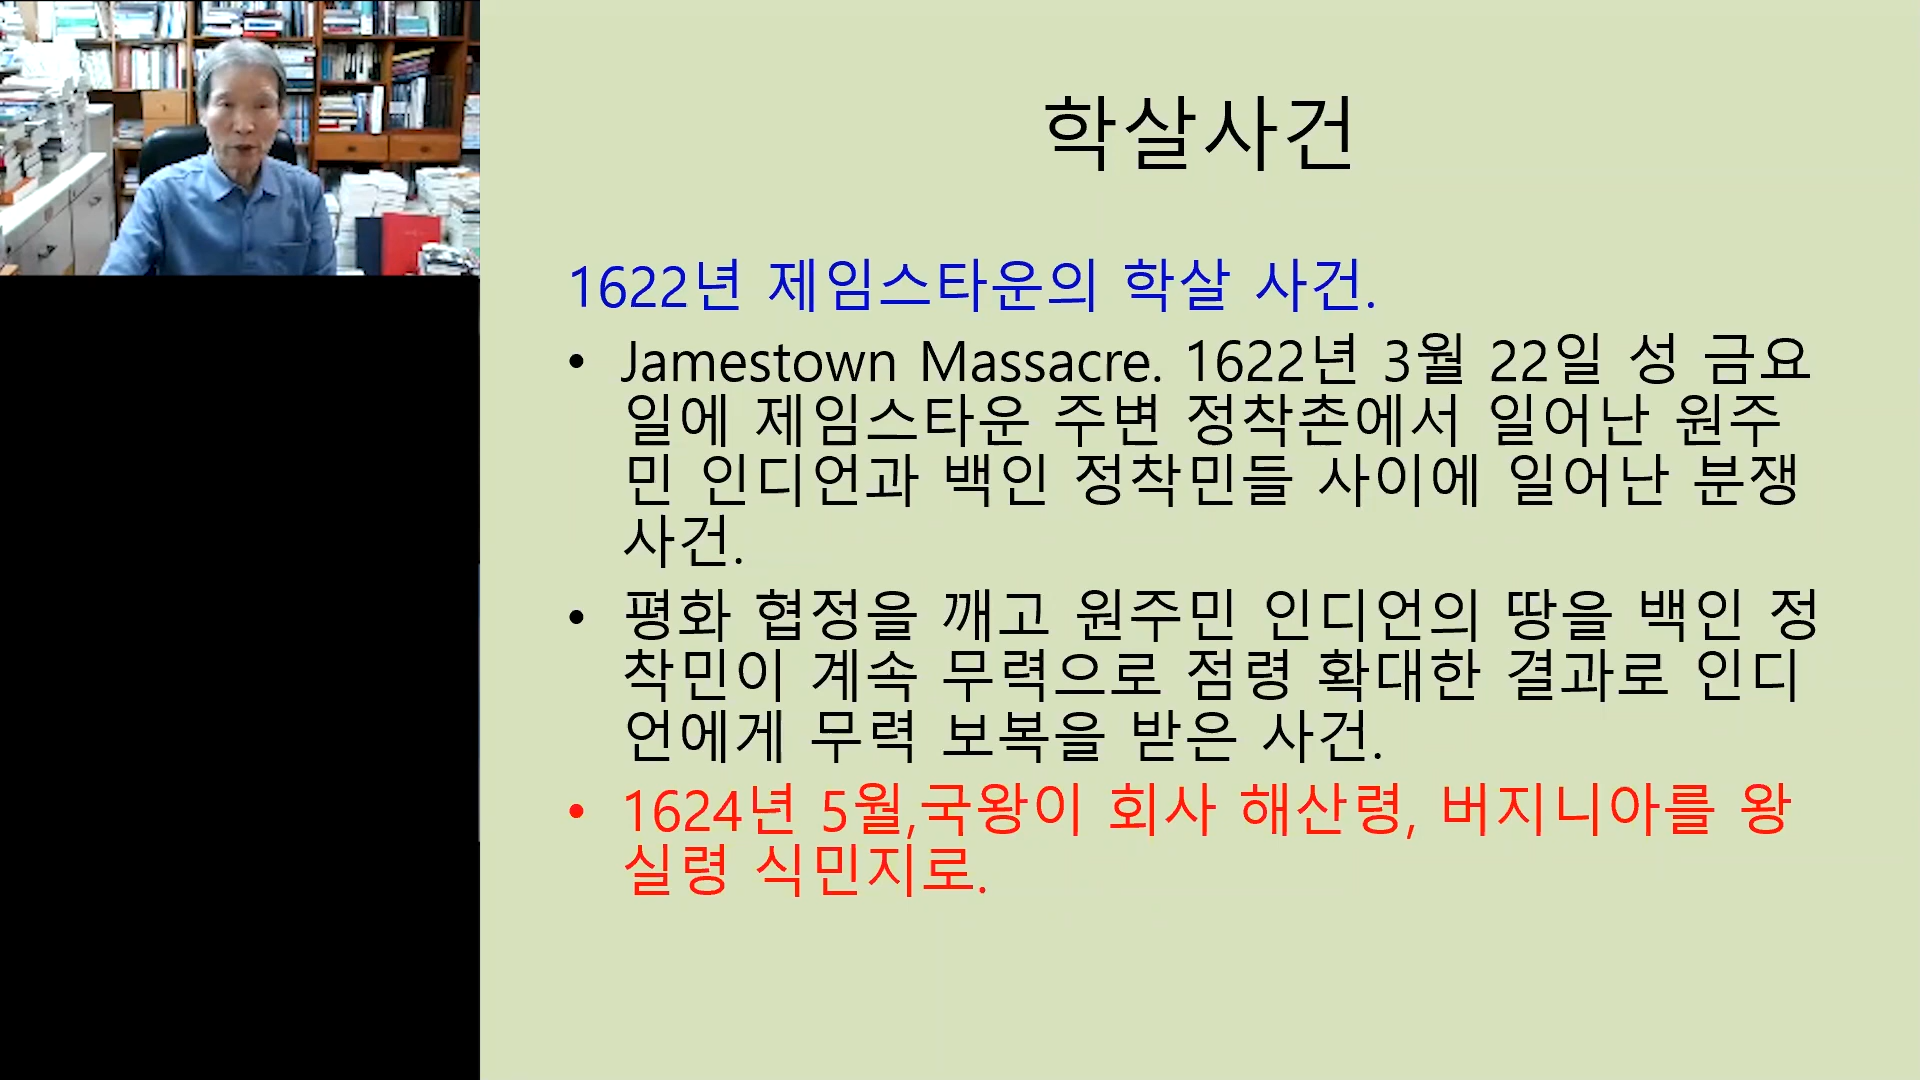 학살사건
1622년 제임스타운의 학살 사건.
• Jamestown Massacre. 1622년 3월 22일 성 금요
일에 제임스타운 주변 정착촌에서 일어난 원주
민 인디언과 백인 정착민들 사이에 일어난 분쟁
사건.
• 평화 협정을 깨고 원주민 인디언의 땅을 백인 정
착민이 계속 무력으로 점령 확대한 결과로 인디
언에게 무력 보복을 받은 사건.
• 1624년 5월,국왕이 회사 해산령, 버지니아를 왕
실령 식민지로.